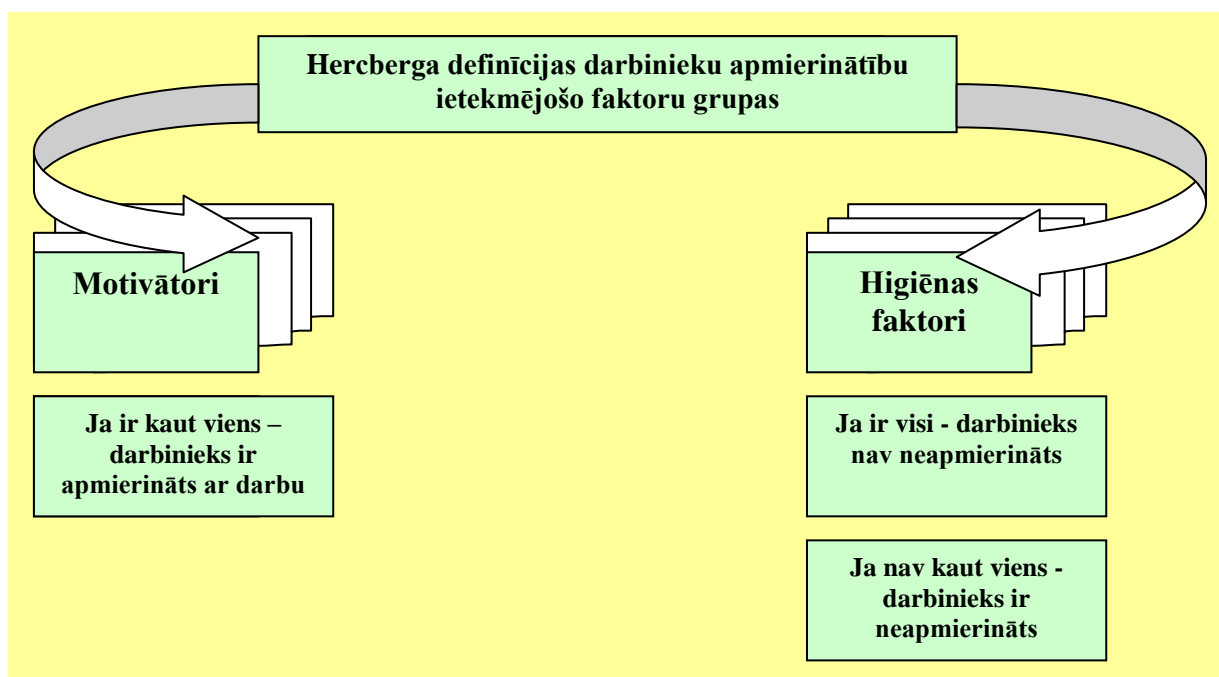 Hercberga definīcijas darbinieku apmierinātību
ietekmējošo faktoru grupas
Motivātori
Higiēnas
faktori
Ja ir kaut viens –
darbinieks ir
apmierināts ar darbu
Ja ir visi - darbinieks
nav neapmierināts
Ja nav kaut viens -
darbinieks ir
neapmierināts